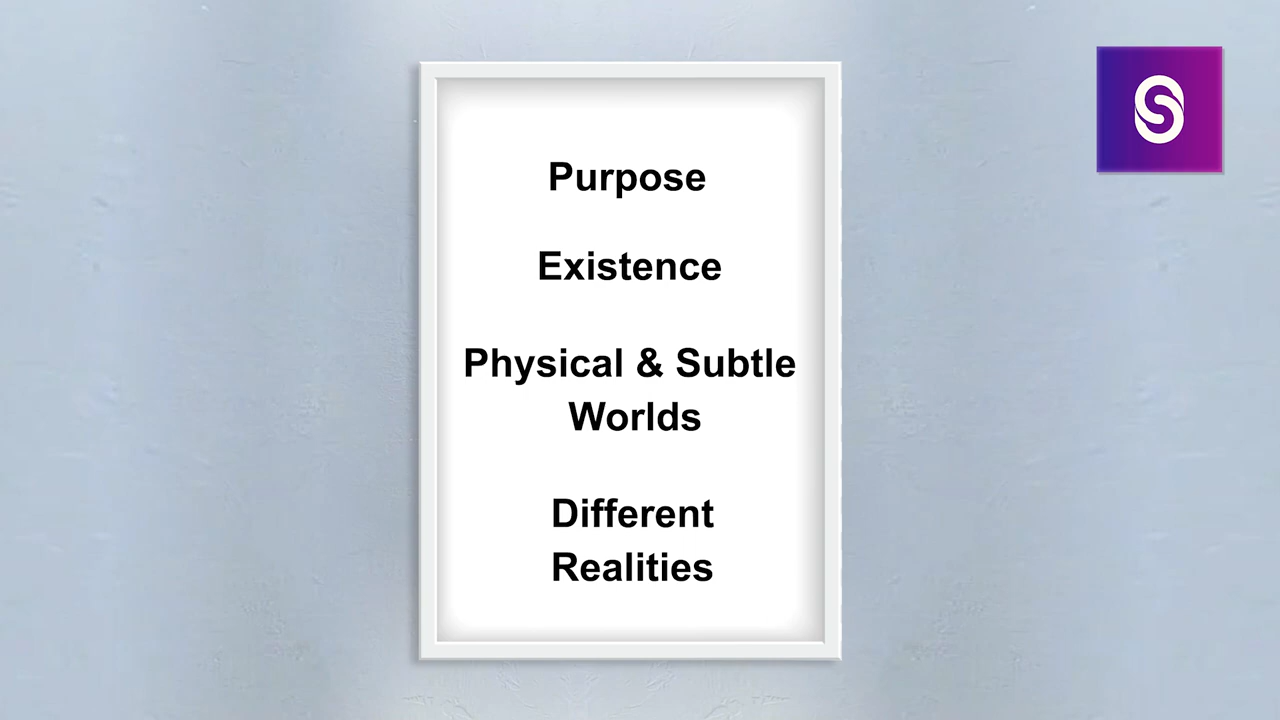 Purpose
Existence
Physical & Subtle
Worlds
Different
Realities